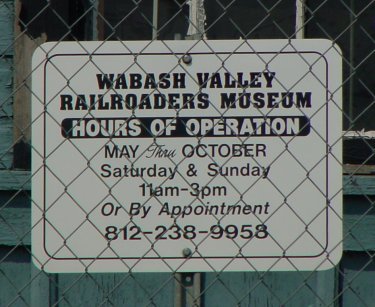 WABASH VALLEY
RAILROADERS MUSEUM
HOURS OF OPERATION
MAY Thru OCTOBER
Saturday & Sunday
11am-3pm
Or By Appointment
812-238-9958